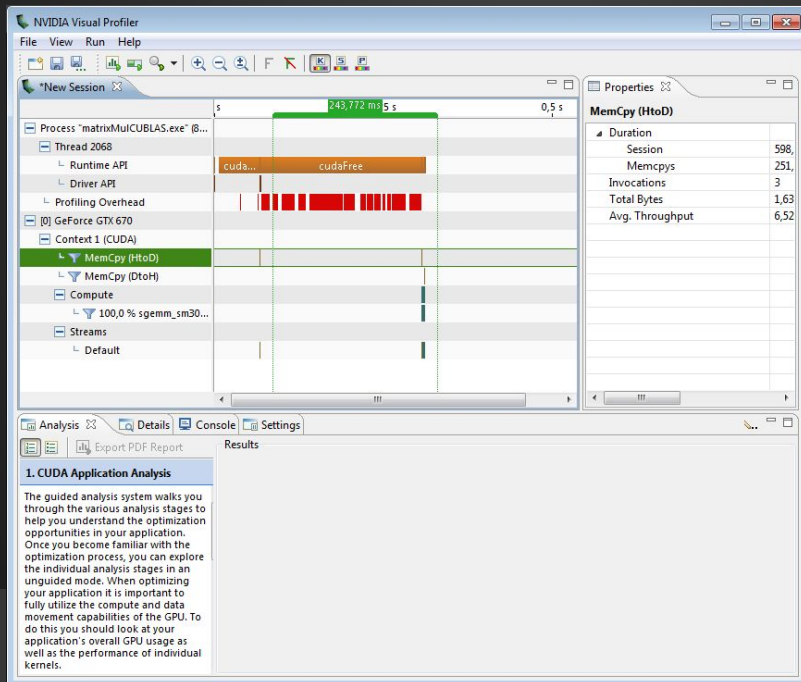 NVIDIA Visual Profiler
File View Run Help
*New Session
Properties
s 243,772 ms 5 s 0,5 s
MemCpy (HtoD)
Process "matrixMulCUBLAS.exe" (8...
Duration
Thread 2068
Session 598,
Runtime API cuda... cudaFree
Memcpys 251,
Driver API
Invocations 3
Profiling Overhead
Total Bytes 1,63
[0] GeForce GTX 670
Avg. Throughput 6,52
Context 1 (CUDA)
MemCpy (HtoD)
MemCpy (DtoH)
Compute
100,0 % sgemm_sm30...
Streams
Default
Analysis Details Console Settings
Export PDF Report
Results
1. CUDA Application Analysis
The guided analysis system walks you
through the various analysis stages to
help you understand the optimization
opportunities in your application.
Once you become familiar with the
optimization process, you can explore
the individual analysis stages in an
unguided mode. When optimizing
your application it is important to
fully utilize the compute and data
movement capabilities of the GPU. To
do this you should look at your
application's overall GPU usage as
well as the performance of individual
kernels.